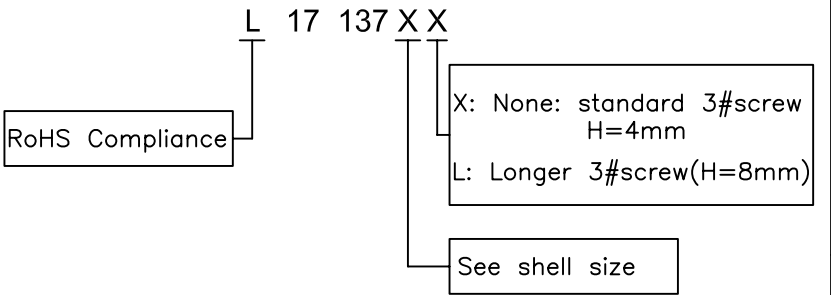 L 17 137 X X
X: None: standard 3#screw
H=4mm
RoHS Compliance
L: Longer 3#screw(H=8mm)
See shell size